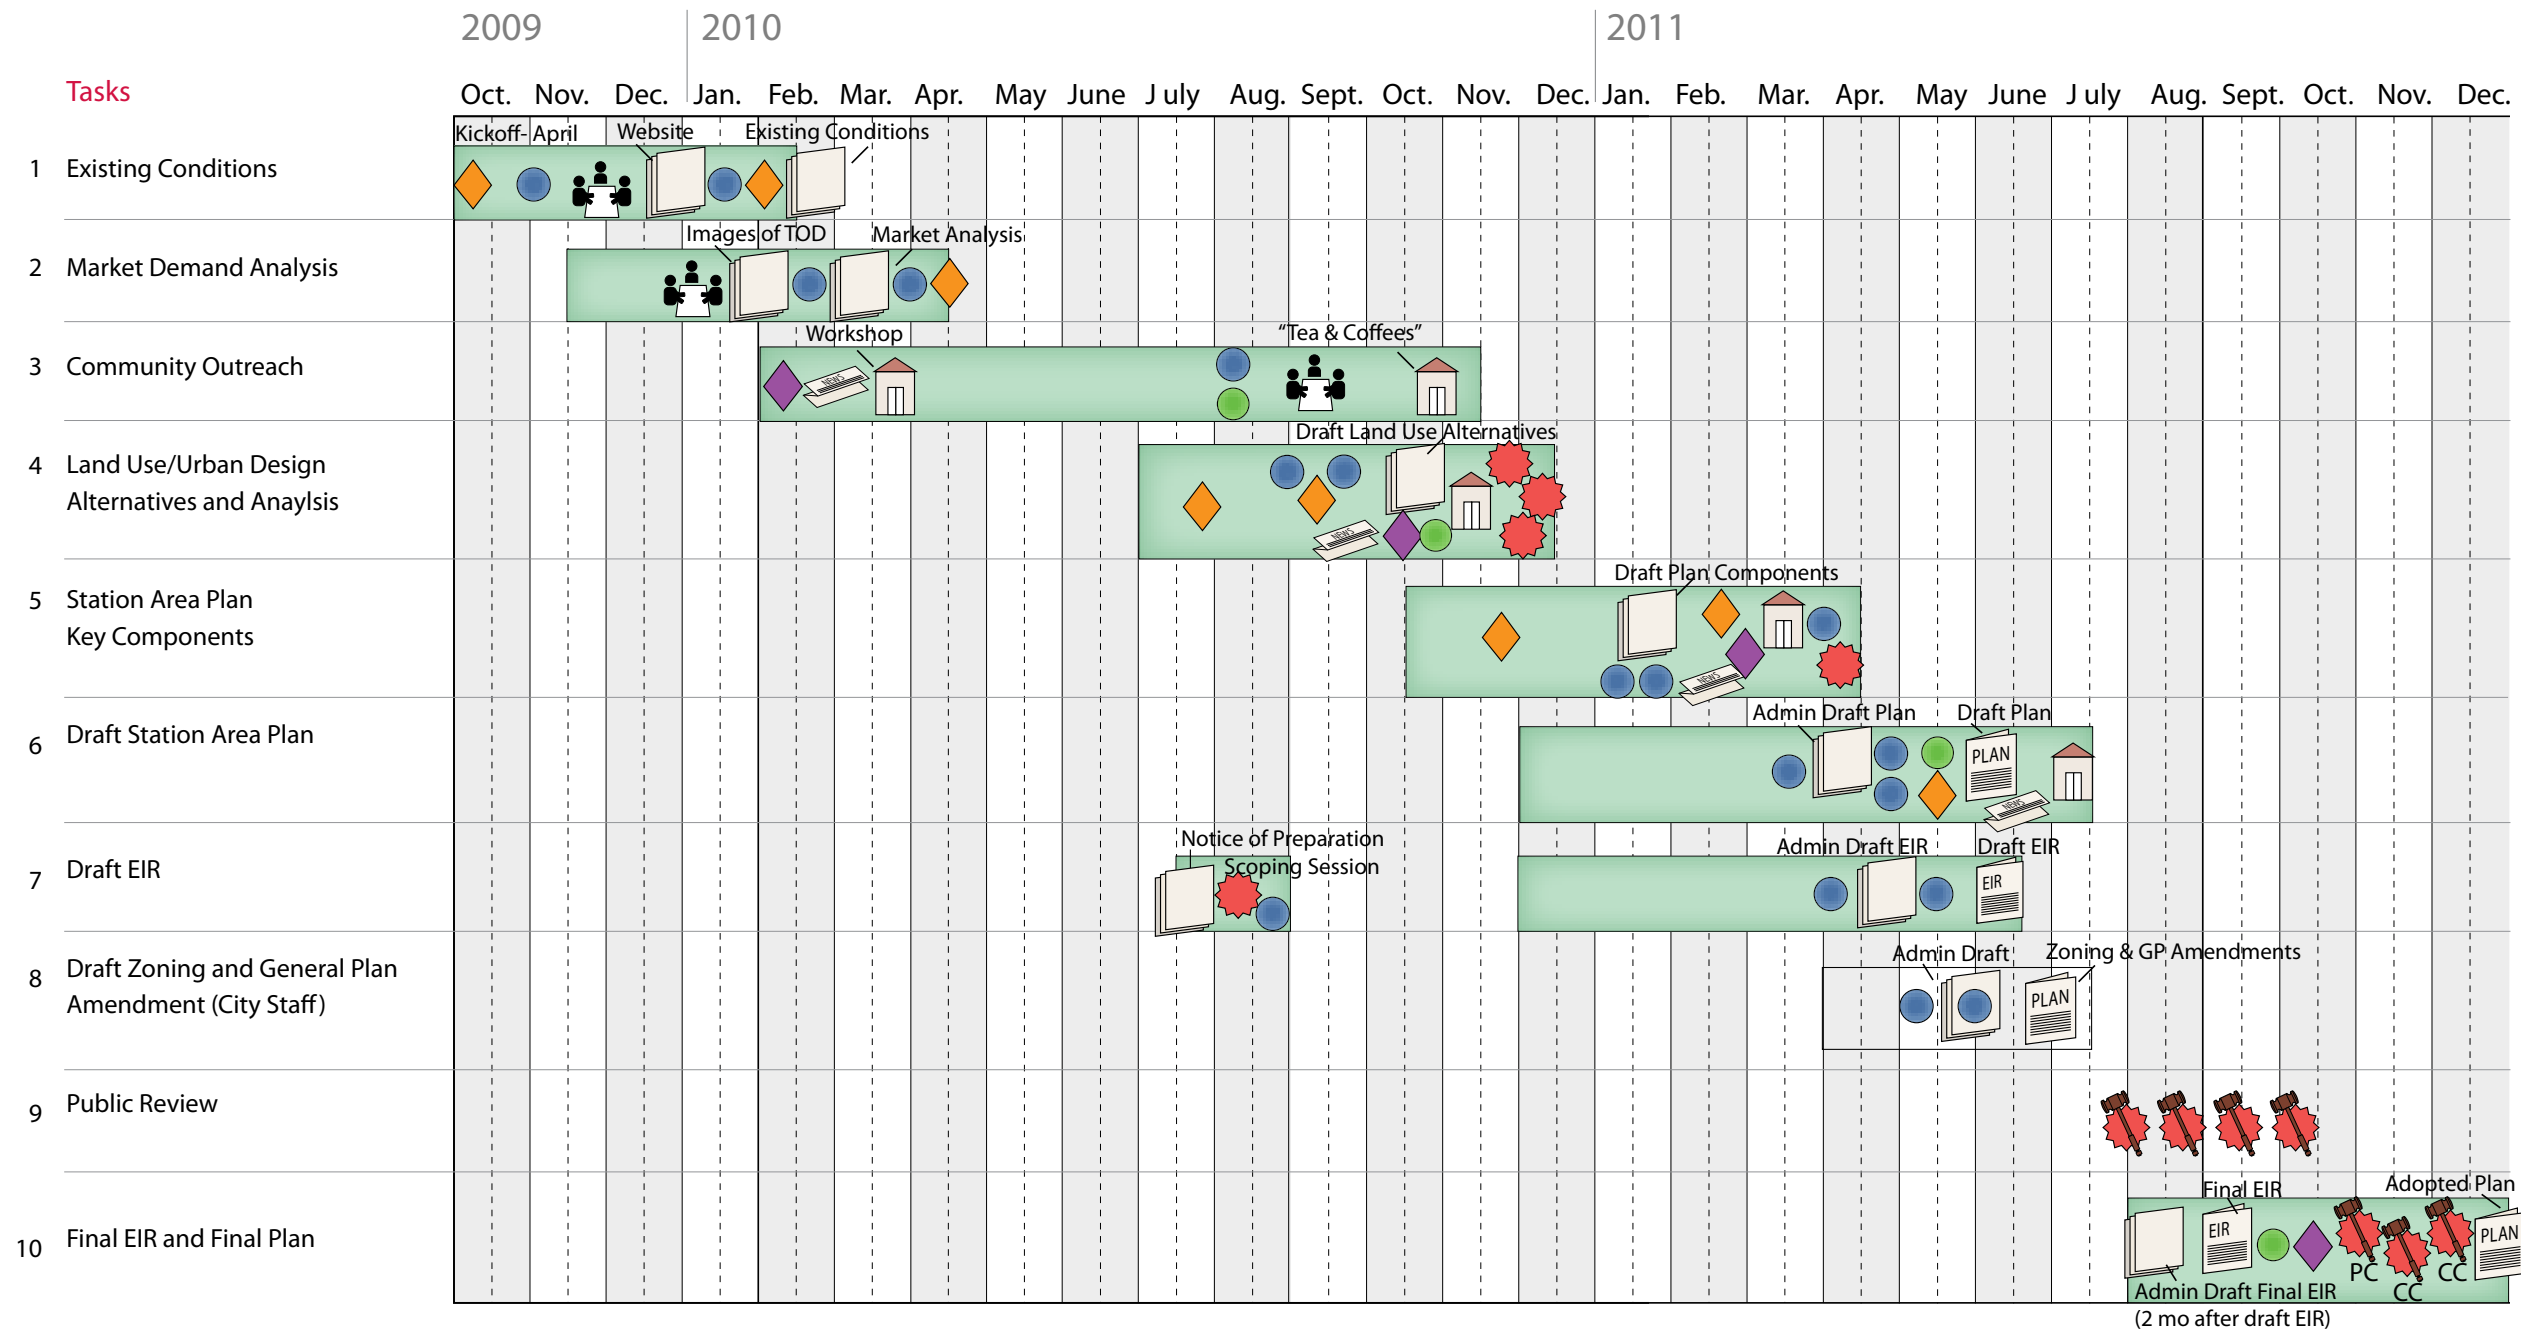 2009 2010 2011
Tasks Oct. Nov. Dec. Jan. Feb. Mar. Apr. May June July Aug. Sept. Oct. Nov. Dec. Jan. Feb. Mar. Apr. May June July Aug. Sept. Oct. Nov. Dec.
Kickoff- April Website Existing Conditions
1 Existing Conditions
Images of TOD Market Analysis
2 Market Demand Analysis
Workshop "Tea & Coffees"
3 Community Outreach
NEWS
Draft Land Use Alternatives
4 Land Use/Urban Design
Alternatives and Anaylsis
NEWS
Draft Plan Components
5 Station Area Plan
Key Components
NEWS
Admin Draft Plan Draft Plan
6 Draft Station Area Plan
PLAN
NEWS
Notice of Preparation Admin Draft EIR Draft EIR
Scoping Session
7 Draft EIR
EIR
Admin Draft Zoning & GP Amendments
8 Draft Zoning and General Plan
Amendment (City Staff)
PLAN
9 Public Review
Final EIR Adopted Plan
10 Final EIR and Final Plan
EIR PLAN
PC CC CC
Admin Draft Final EIR
(2 mo after draft EIR)